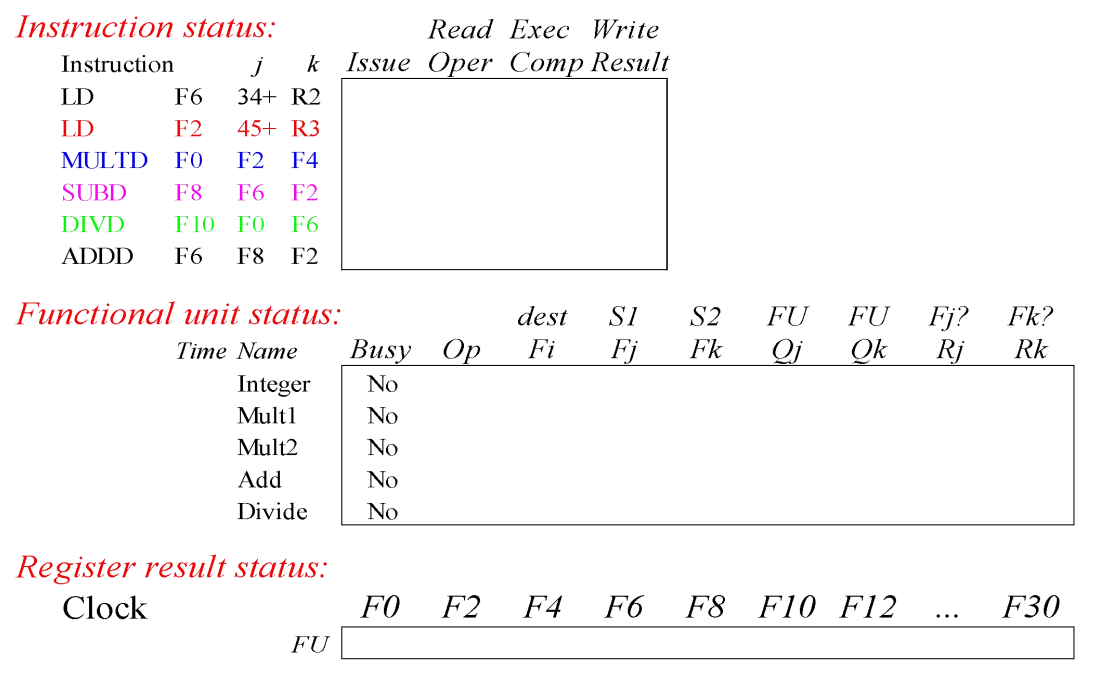 Instruction status: Read Exec Write
Instruction j k Issue Oper Comp Result
LD F6 34+ R2
LD F2 45+ R3
MULTD F0 F2 F4
SUBD F8 F6 F2
DIVD F10 F0 F6
ADDD F6 F8 F2
Functional unit status: dest S1 S2 FU FU Fj? Fk?
Time Name Busy Op Fi Fj Fk Qj Qk Rj Rk
Integer No
Mult1 No
Mult2 No
Add No
Divide No
Register result status:
Clock F0 F2 F4 F6 F8 F10 F12 ... F30
FU